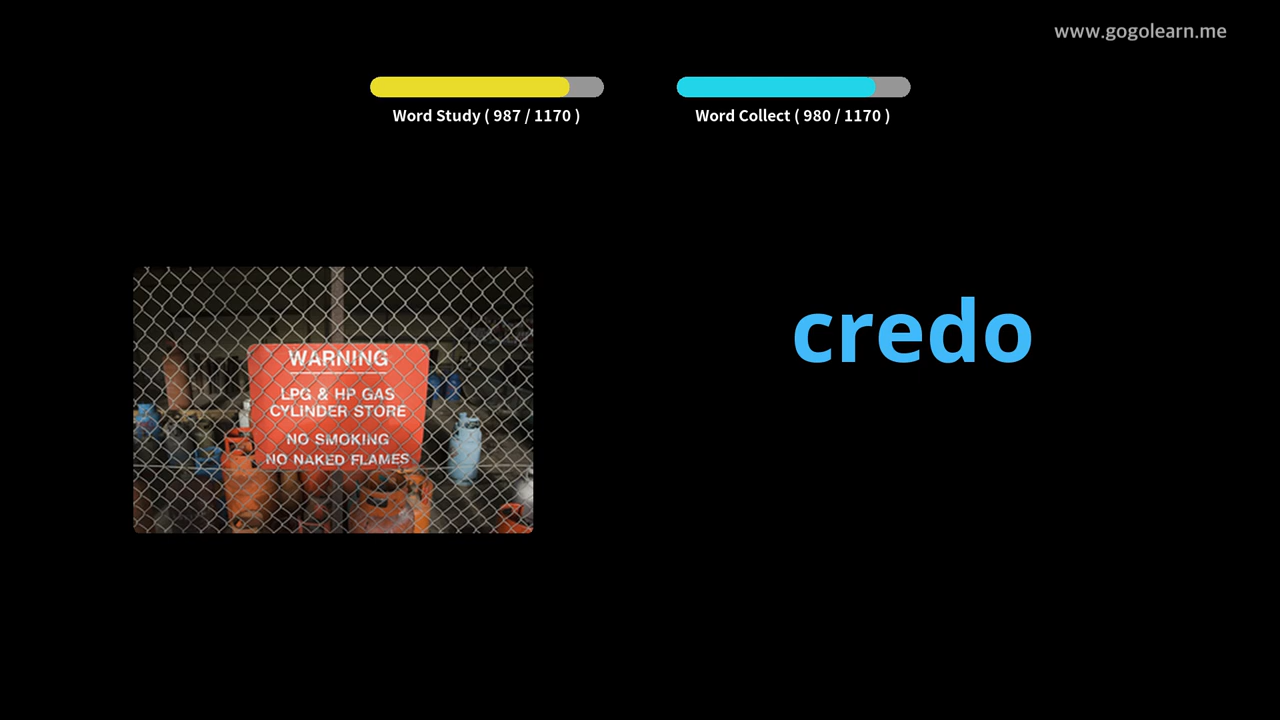 www.gogolearn.me
Word Study ( 987 / 1170 )
Word Collect ( 980 / 1170 )
credo
WARNING
LPG & HP GAS
CYLINDER STORE
NO SMOKING
NO NAKED FLAMES